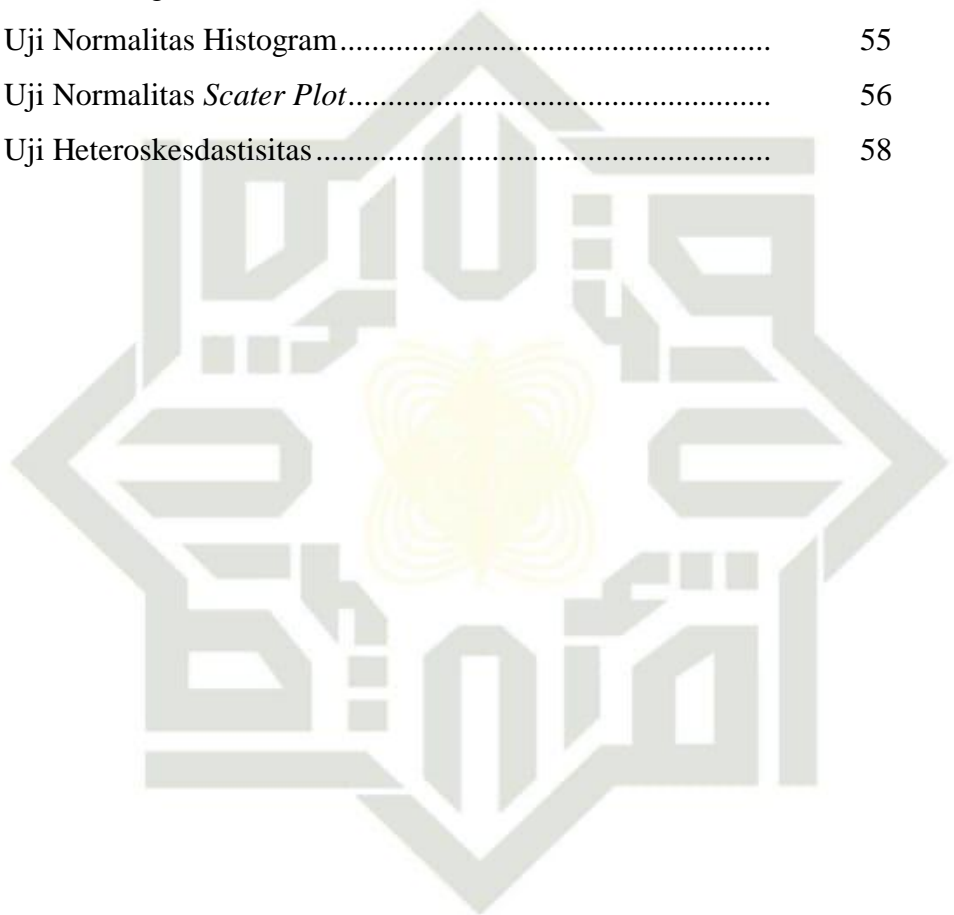 Uji Normalitas Histogram........................................................................ 55
Uji Normalitas Scater Plot....................................................................... 56
Uji Heteroskesdastisitas............................................................................ 58